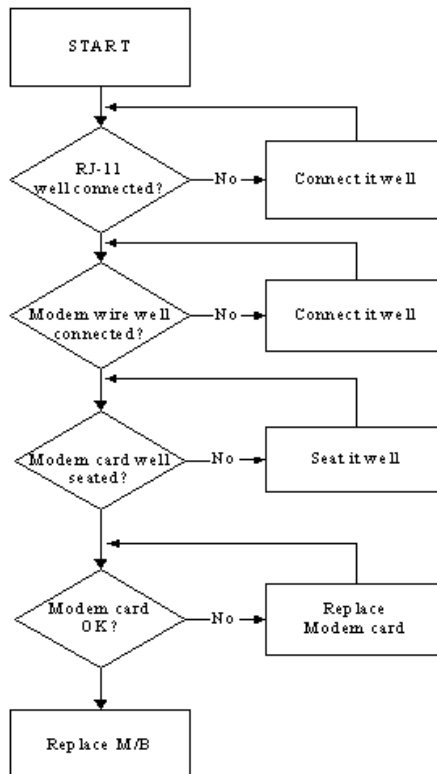 START
RJ-11
well connected?
No
Connect it well
Modem wire well
connected?
No
Connect it well
Modem card well
seated?
No
Seat it well
Modem card
OK?
No
Replace
Modem card
Replace M/B